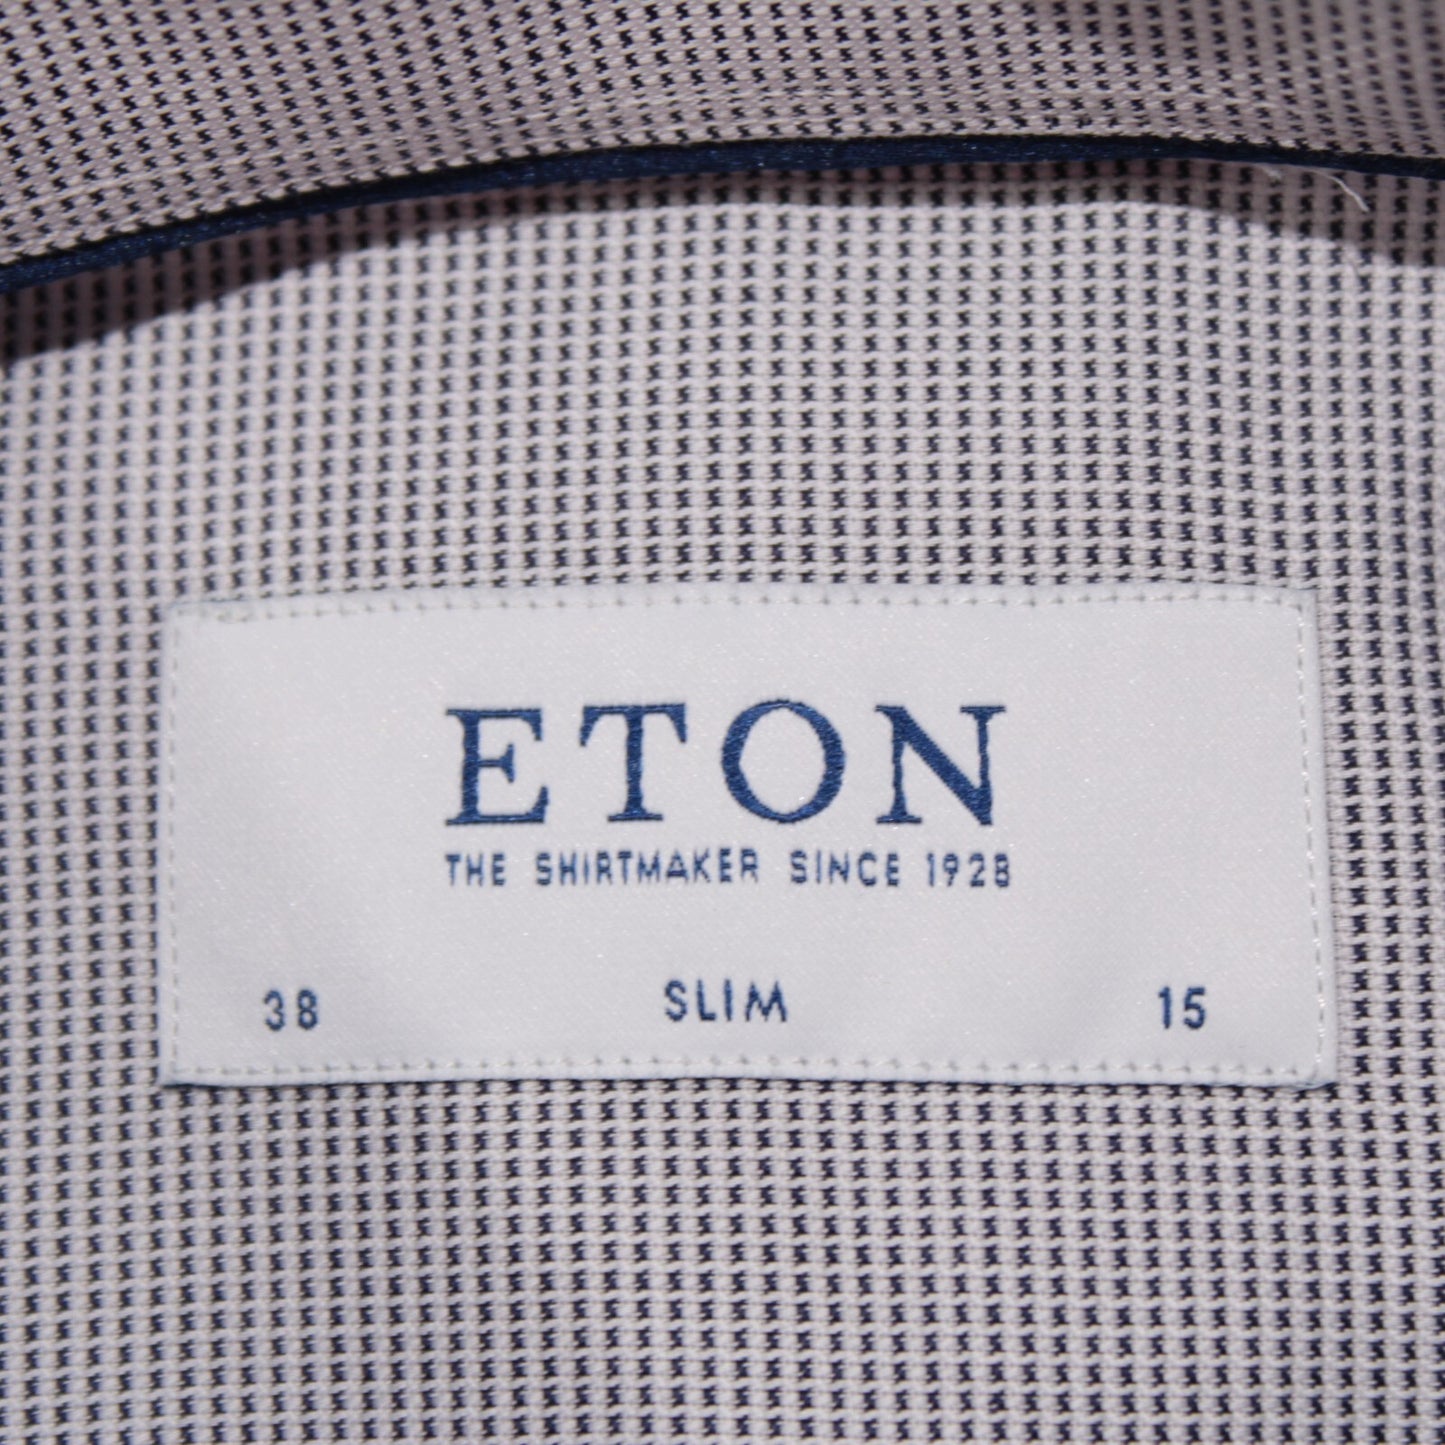 ETON
THE SHIRTMAKER SINCE 1928
38 SLIM 15